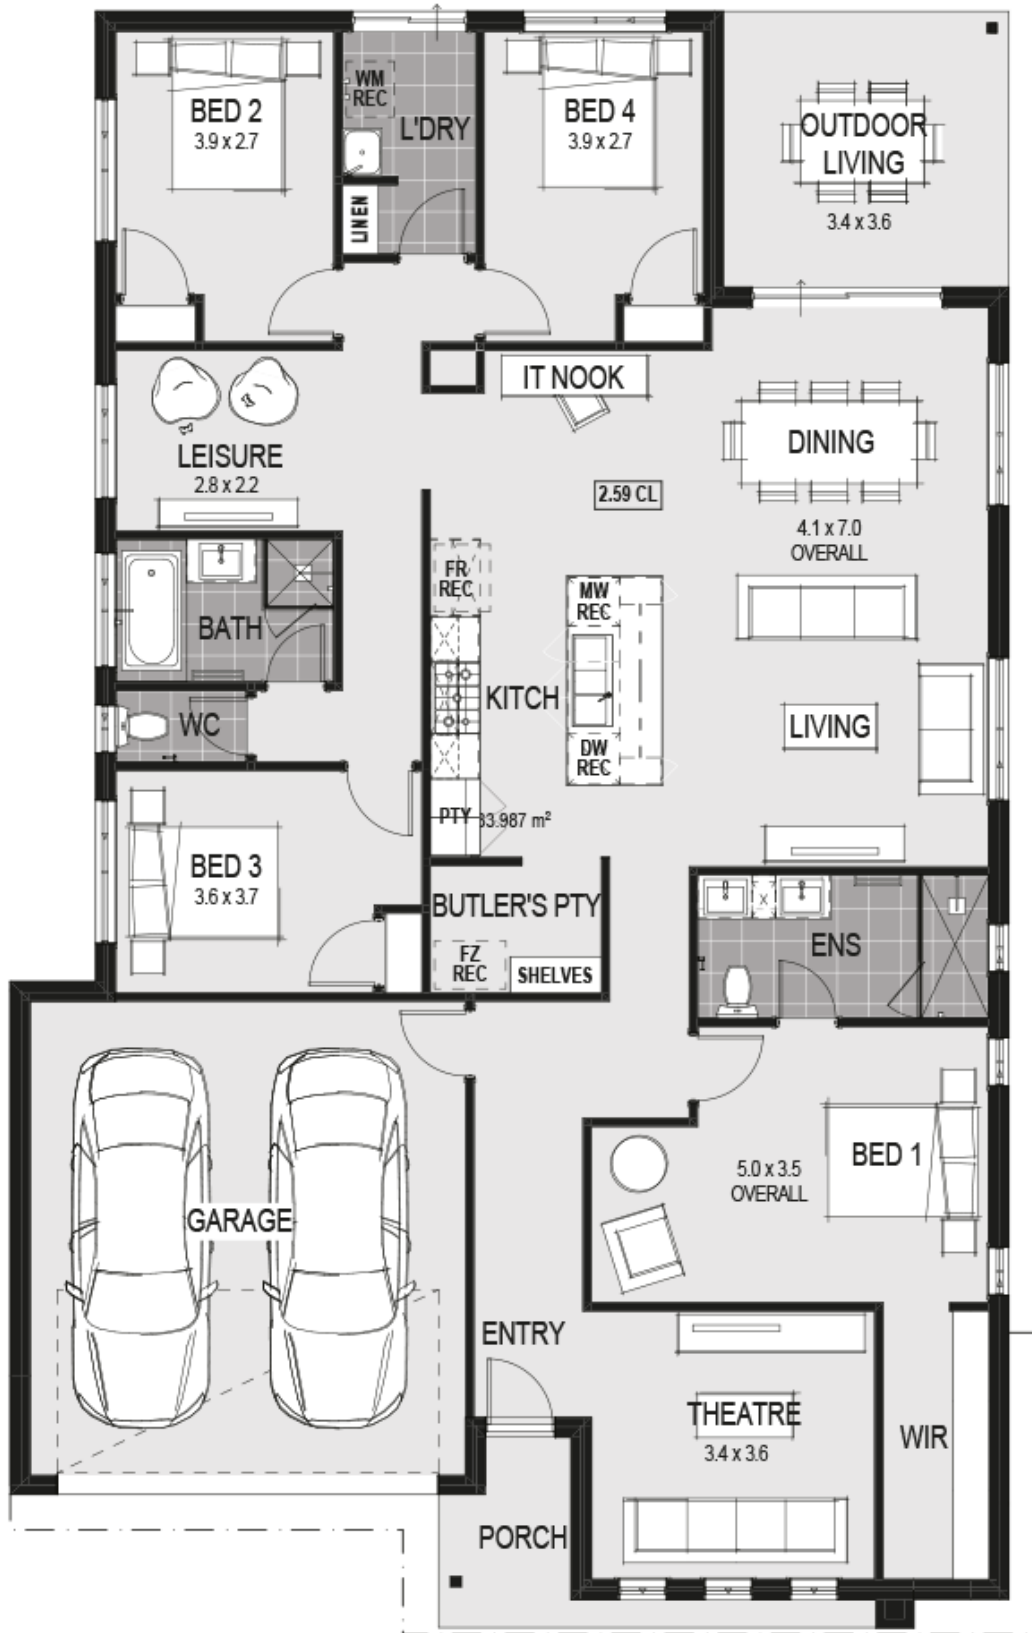 BED 2
3.9 x 2.7
WM
REC
L'DRY
LINEN
BED 4
3.9 x 2.7
OUTDOOR
LIVING
3.4 x 3.6
LEISURE
2.8 x 2.2
IT NOOK
2.59 CL
DINING
4.1 x 7.0
OVERALL
BATH
WC
FR
REC
MW
REC
KITCH
DW
REC
PTY
33.987 m²
LIVING
BED 3
3.6 x 3.7
BUTLER'S PTY
FZ
REC
SHELVES
ENS
BED 1
5.0 x 3.5
OVERALL
GARAGE
ENTRY
THEATRE
3.4 x 3.6
WIR
PORCH